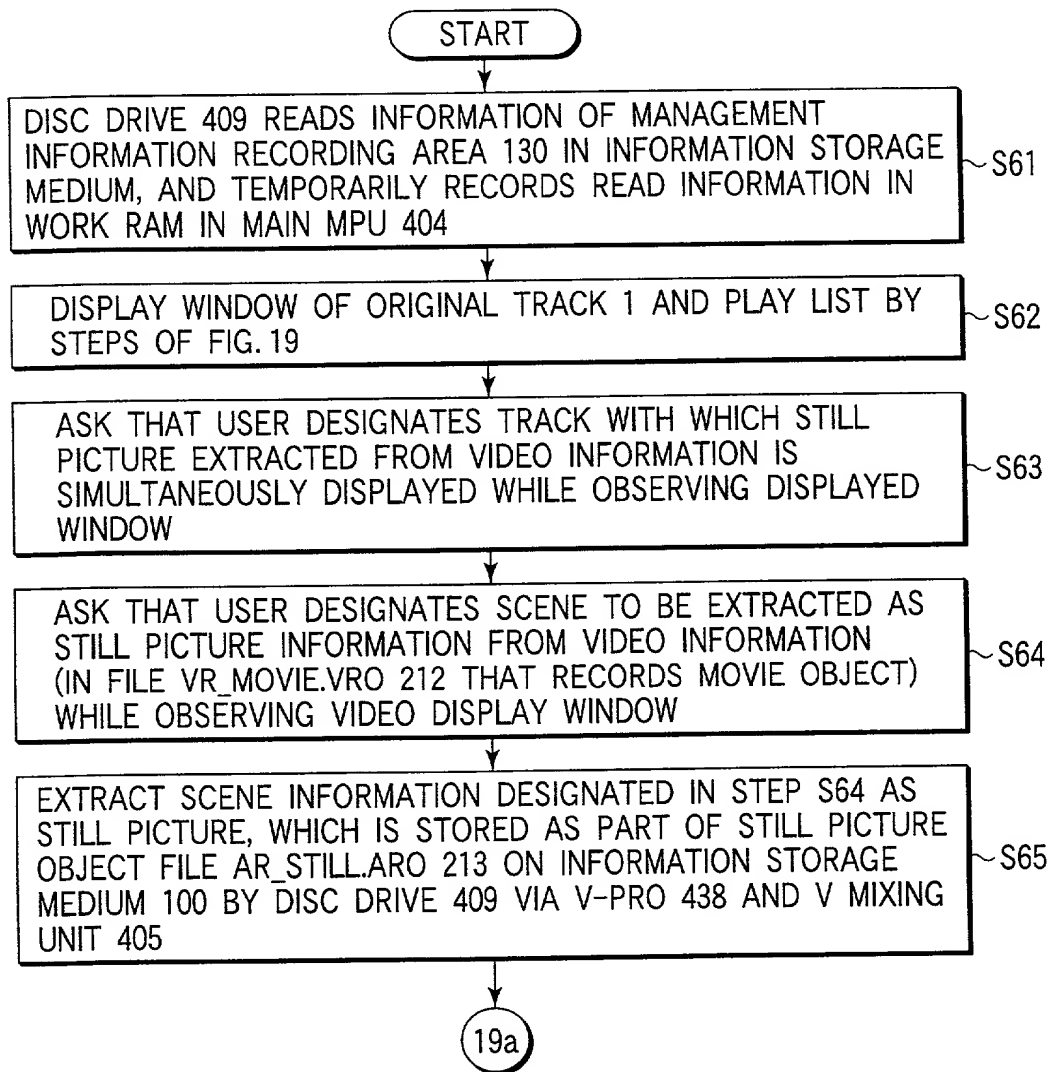 START
DISC DRIVE 409 READS INFORMATION OF MANAGEMENT
INFORMATION RECORDING AREA 130 IN INFORMATION STORAGE
MEDIUM, AND TEMPORARILY RECORDS READ INFORMATION IN
WORK RAM IN MAIN MPU 404
S61
DISPLAY WINDOW OF ORIGINAL TRACK 1 AND PLAY LIST BY
STEPS OF FIG. 19
S62
ASK THAT USER DESIGNATES TRACK WITH WHICH STILL
PICTURE EXTRACTED FROM VIDEO INFORMATION IS
SIMULTANEOUSLY DISPLAYED WHILE OBSERVING DISPLAYED
WINDOW
S63
ASK THAT USER DESIGNATES SCENE TO BE EXTRACTED AS
STILL PICTURE INFORMATION FROM VIDEO INFORMATION
(IN FILE VR_MOVIE.VRO 212 THAT RECORDS MOVIE OBJECT)
WHILE OBSERVING VIDEO DISPLAY WINDOW
S64
EXTRACT SCENE INFORMATION DESIGNATED IN STEP S64 AS
STILL PICTURE, WHICH IS STORED AS PART OF STILL PICTURE
OBJECT FILE AR_STILL.ARO 213 ON INFORMATION STORAGE
MEDIUM 100 BY DISC DRIVE 409 VIA V-PRO 438 AND V MIXING
UNIT 405
S65
19a